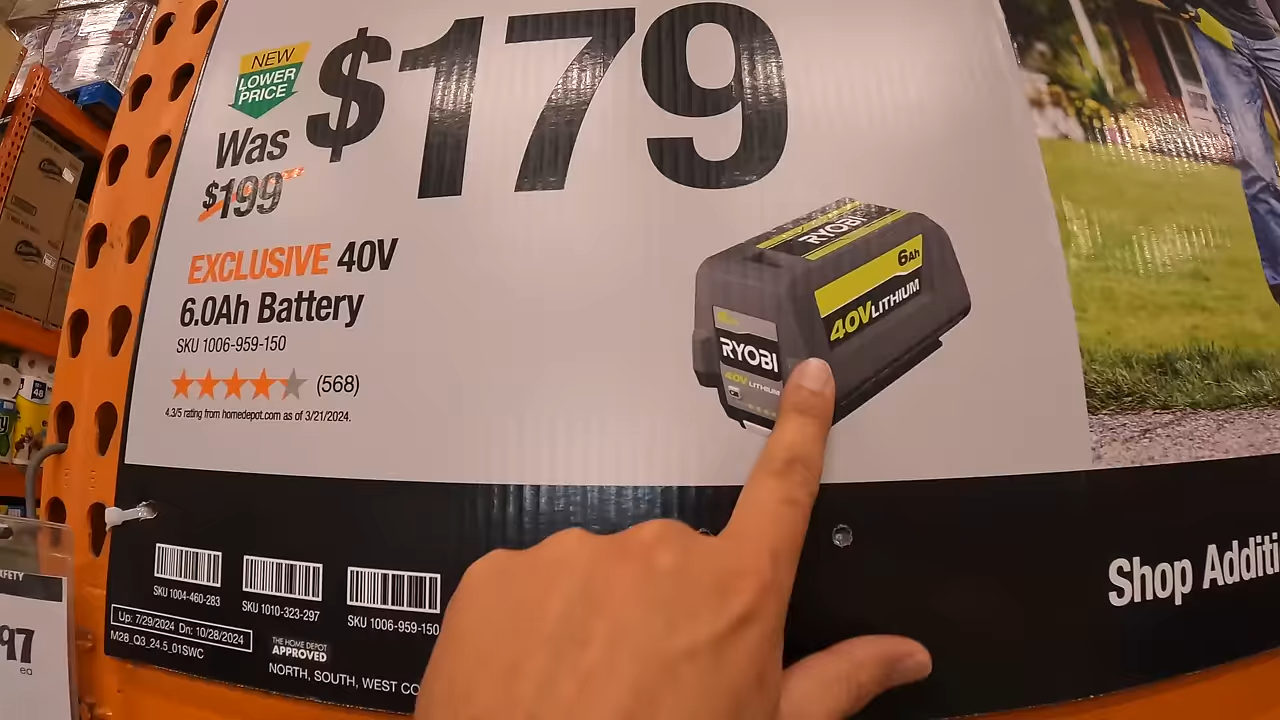 NEW
LOWER
PRICE
Was
$199
$179
EXCLUSIVE 40V
6.0Ah Battery
SKU 1006-959-150
(568)
4.3/5 rating from homedepot.com as of 3/21/2024.
RYOBI
6Ah
40V LITHIUM
RYOBI
40V LITHIUM
SKU 1004-460-283
SKU 1010-323-297
SKU 1006-959-150
Up: 7/29/2024 Dn: 10/28/2024
M28_Q3_24.5_01SWC
THE HOME DEPOT
APPROVED
NORTH, SOUTH, WEST CO
Shop Additi
97
ea